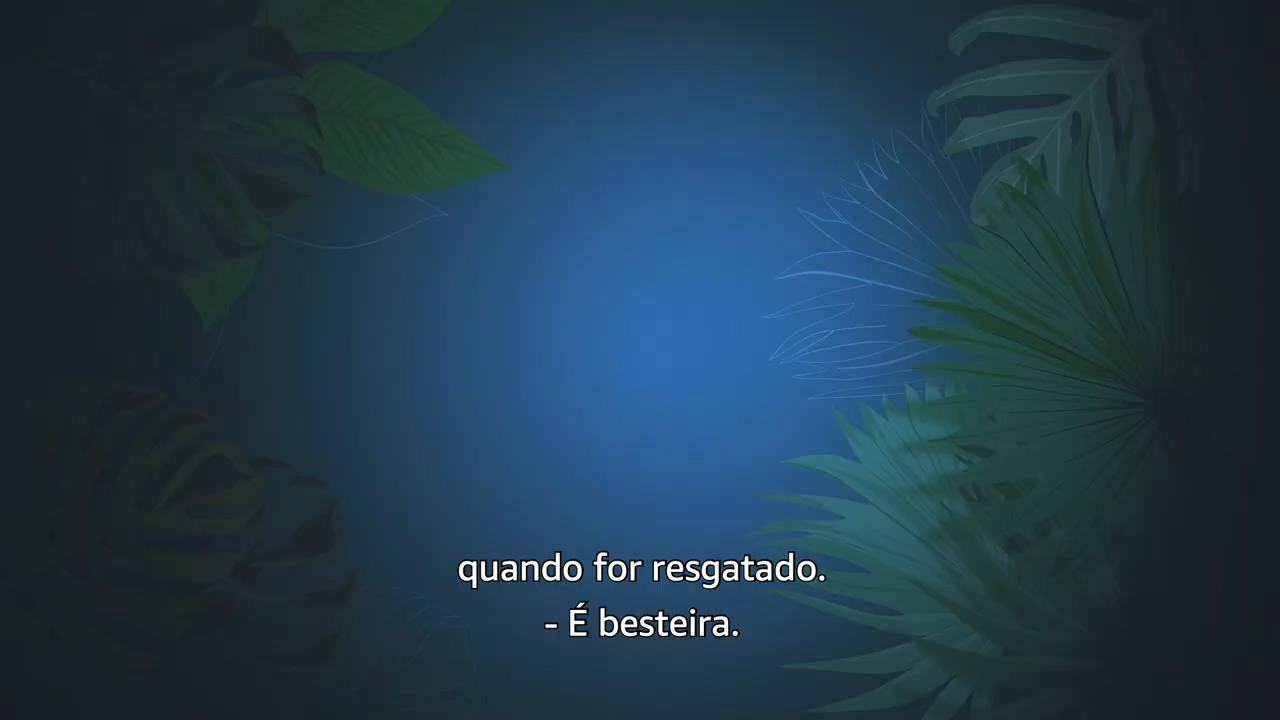 quando for resgatado.
- É besteira.